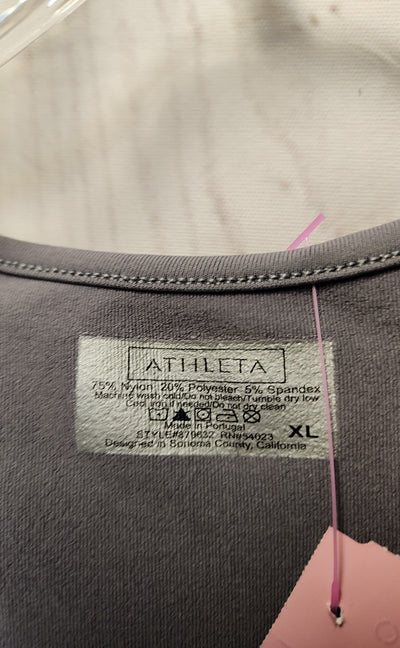 ATHLETA
75% Nylon 20% Polyester 5% Spandex
Machine wash cold/Do not bleach/Tumble dry low
Cool iron if needed/Do not dry clean
Made in Portugal
XL
STYLE#879632 RN#54023
Designed in Sonoma County, California